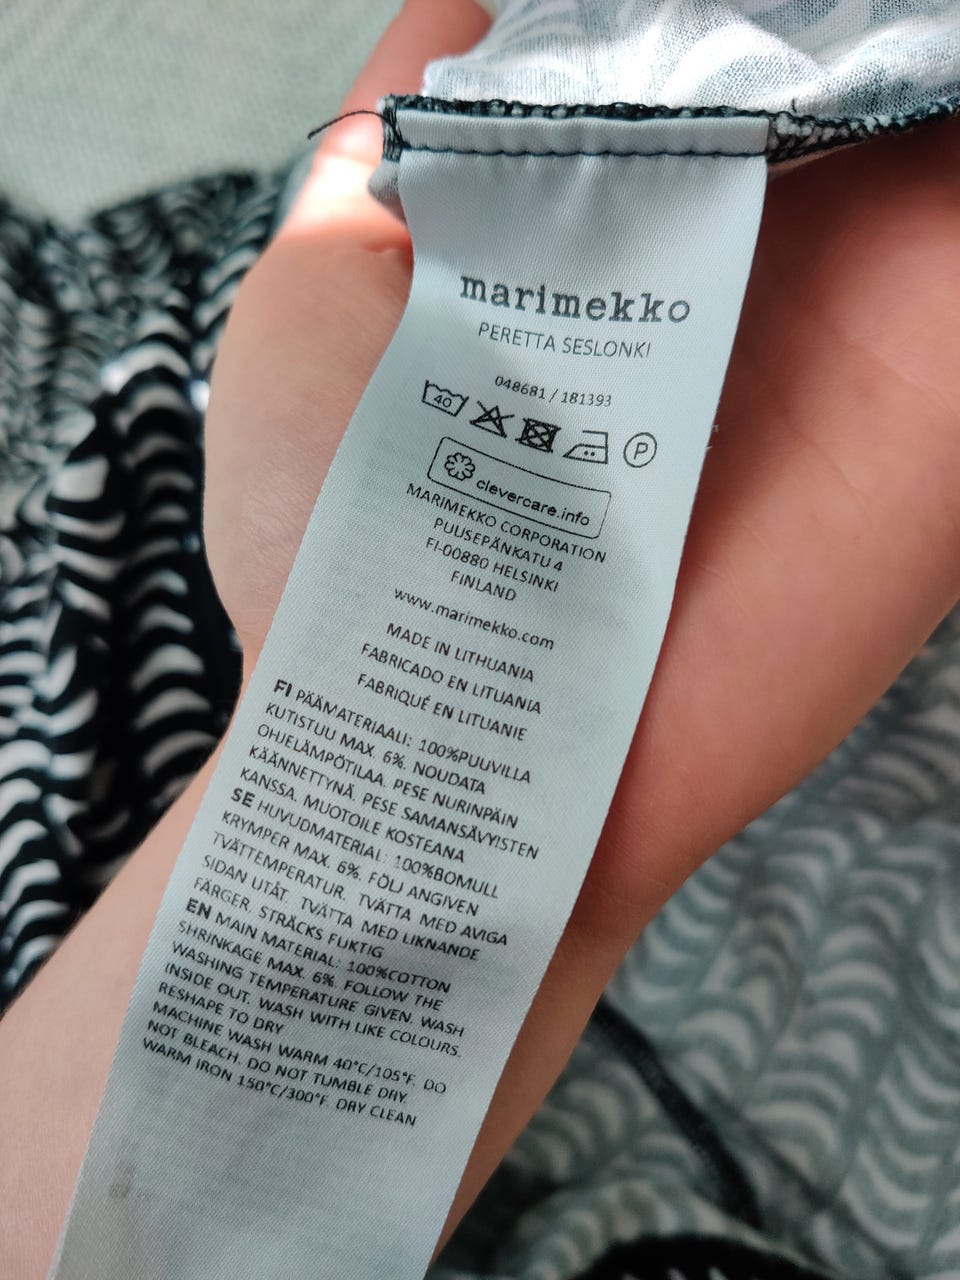 marimekko
PERETTA SESLONKI
048681 / 181393
40
P
clevercare.info
MARIMEKKO CORPORATION
PUUSEPÄNKATU 4
FI-00880 HELSINKI
FINLAND
www.marimekko.com
MADE IN LITHUANIA
FABRICADO EN LITUANIA
FABRIQUÉ EN LITUANIE
FI PÄÄMATERIAALI: 100%PUUVILLA
KUTISTUU MAX. 6%. NOUDATA
OHJELÄMPÖTILAA. PESE NURINPÄIN
KÄÄNNETTYNÄ. PESE SAMANSÄVYISTEN
KANSSA. MUOTOILE KOSTEANA
SE HUVUDMATERIAL: 100%BOMULL
KRYMPER MAX. 6%. FÖLJ ANGIVEN
TVÄTTEMPERATUR. TVÄTTA MED AVIGA
SIDAN UTÅT. TVÄTTA MED LIKNANDE
FÄRGER. STRÄCKS FUKTIG
EN MAIN MATERIAL: 100%COTTON
SHRINKAGE MAX. 6%. FOLLOW THE
WASHING TEMPERATURE GIVEN. WASH
INSIDE OUT. WASH WITH LIKE COLOURS.
RESHAPE TO DRY
MACHINE WASH WARM 40°C/105°F. DO
NOT BLEACH. DO NOT TUMBLE DRY.
WARM IRON 150°C/300°F. DRY CLEAN